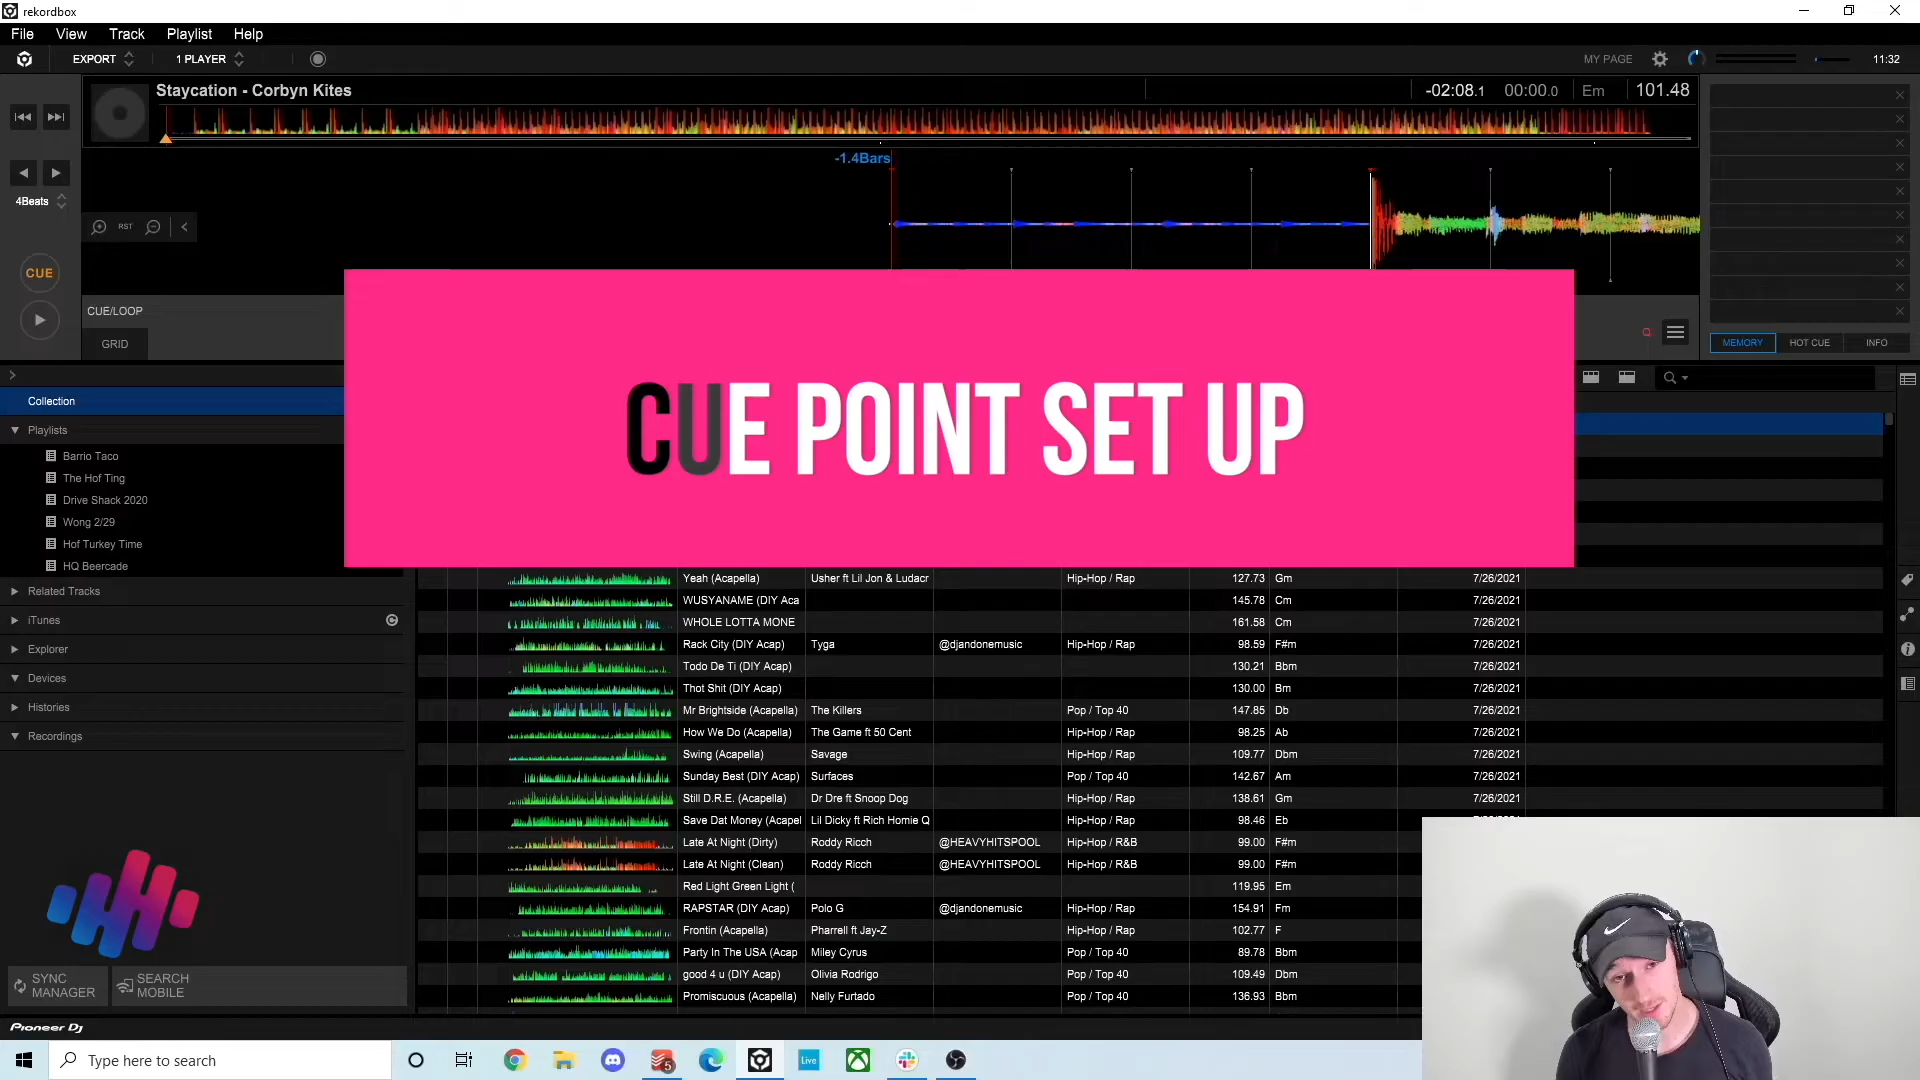 rekordbox
File View Track Playlist Help
EXPORT 1 PLAYER MY PAGE 11:32
Staycation - Corbyn Kites -02:08.1 00:00.0 Em 101.48
-1.4Bars
4Beats
RST
CUE
CUE/LOOP
GRID
MEMORY HOT CUE INFO
CUE POINT SET UP
Collection
Playlists
Barrio Taco
The Hof Ting
Drive Shack 2020
Wong 2/29
Hof Turkey Time
HQ Beercade
Related Tracks
iTunes
Explorer
Devices
Histories
Recordings
Yeah (Acapella) Usher ft Lil Jon & Ludacr Hip-Hop / Rap 127.73 Gm 7/26/2021
WUSYANAME (DIY Aca 145.78 Cm 7/26/2021
WHOLE LOTTA MONE 161.58 Cm 7/26/2021
Rack City (DIY Acap) Tyga @djandonemusic Hip-Hop / Rap 98.59 F#m 7/26/2021
Todo De Ti (DIY Acap) 130.21 Bbm 7/26/2021
Thot Shit (DIY Acap) 130.00 Bm 7/26/2021
Mr Brightside (Acapella) The Killers Pop / Top 40 147.85 Db 7/26/2021
How We Do (Acapella) The Game ft 50 Cent Hip-Hop / Rap 98.25 Ab 7/26/2021
Swing (Acapella) Savage Hip-Hop / Rap 109.77 Dbm 7/26/2021
Sunday Best (DIY Acap) Surfaces Pop / Top 40 142.67 Am 7/26/2021
Still D.R.E. (Acapella) Dr Dre ft Snoop Dog Hip-Hop / Rap 138.61 Gm 7/26/2021
Save Dat Money (Acapel Lil Dicky ft Rich Homie Q Hip-Hop / Rap 98.46 Eb
Late At Night (Dirty) Roddy Ricch @HEAVYHITSPOOL Hip-Hop / R&B 99.00 F#m
Late At Night (Clean) Roddy Ricch @HEAVYHITSPOOL Hip-Hop / R&B 99.00 F#m
Red Light Green Light ( 119.95 Em
RAPSTAR (DIY Acap) Polo G @djandonemusic Hip-Hop / Rap 154.91 Fm
Frontin (Acapella) Pharrell ft Jay-Z Hip-Hop / Rap 102.77 F
Party In The USA (Acap Miley Cyrus Pop / Top 40 89.78 Bbm
good 4 u (DIY Acap) Olivia Rodrigo Pop / Top 40 109.49 Dbm
Promiscuous (Acapella) Nelly Furtado Pop / Top 40 136.93 Bbm
SYNC
MANAGER
SEARCH
MOBILE
Pioneer Dj
Type here to search
5
Live